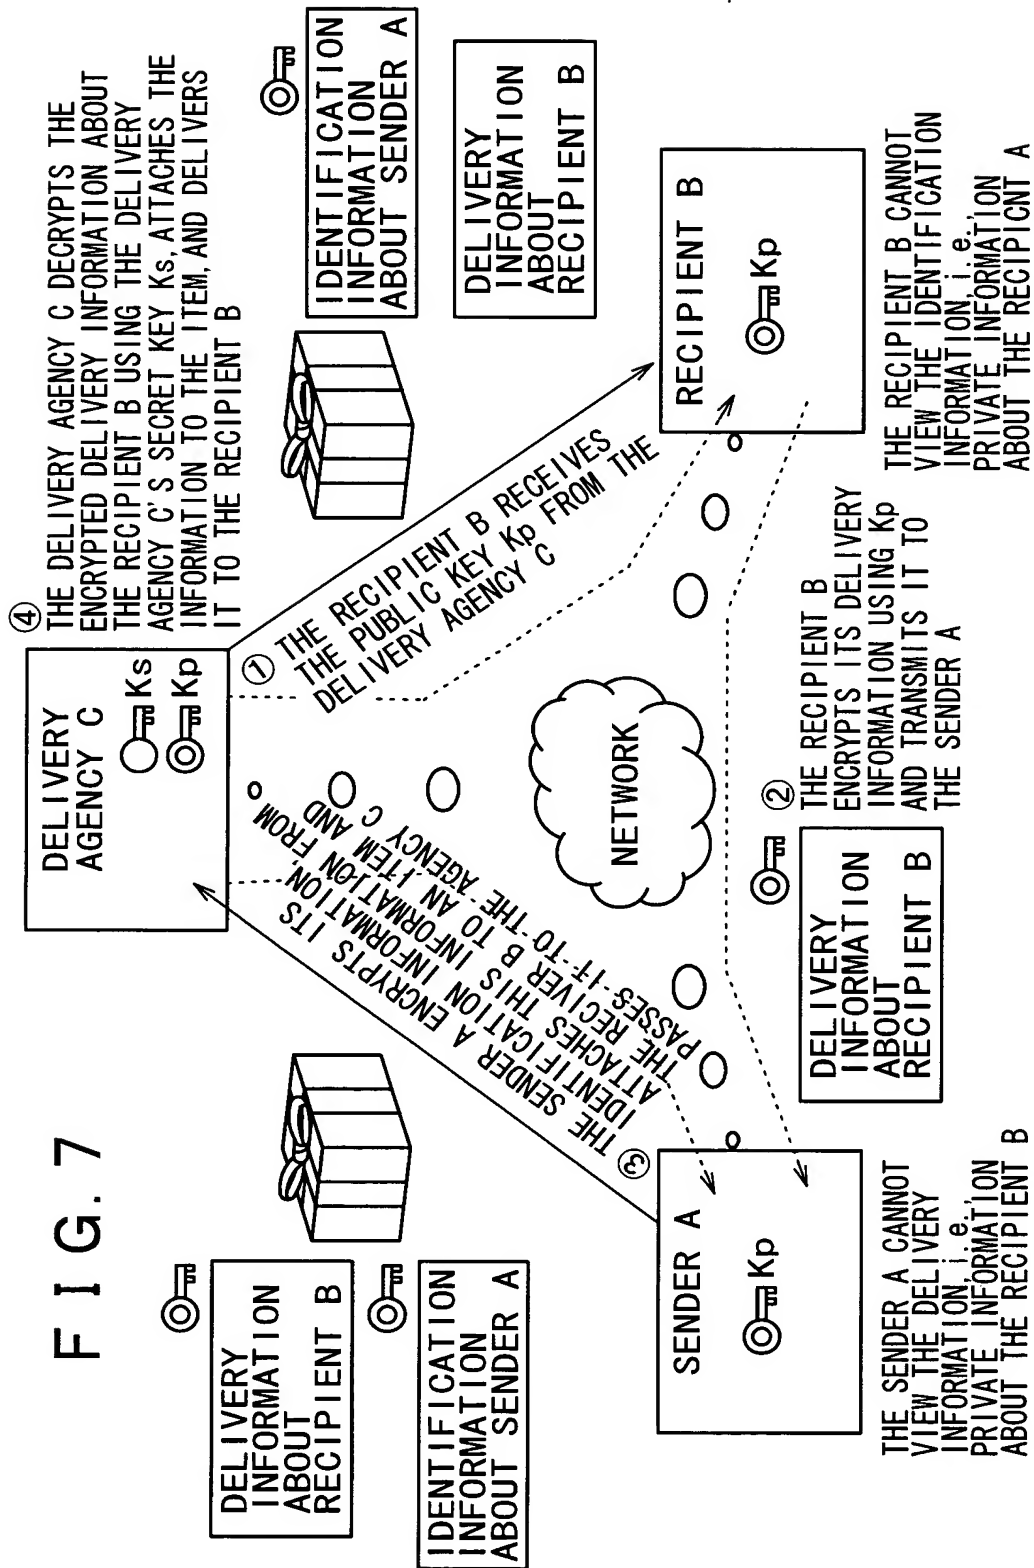 FIG. 7
DELIVERY
INFORMATION
ABOUT
RECIPIENT B
IDENTIFICATION
INFORMATION
ABOUT SENDER A
DELIVERY
AGENCY C
Ks
Kp
④
THE DELIVERY AGENCY C DECRYPTS THE
ENCRYPTED DELIVERY INFORMATION ABOUT
THE RECIPIENT B USING THE DELIVERY
AGENCY C'S SECRET KEY Ks, ATTACHES THE
INFORMATION TO THE ITEM, AND DELIVERS
IT TO THE RECIPIENT B
IDENTIFICATION
INFORMATION
ABOUT SENDER A
DELIVERY
INFORMATION
ABOUT
RECIPIENT B
③ THE SENDER A ENCRYPTS ITS
IDENTIFICATION INFORMATION,
ATTACHES THIS INFORMATION FROM
THE RECIVER B TO AN ITEM AND
PASSES IT TO THE AGENCY C
① THE RECIPIENT B RECEIVES
THE PUBLIC KEY Kp FROM THE
DELIVERY AGENCY C
NETWORK
SENDER A
Kp
RECIPIENT B
Kp
DELIVERY
INFORMATION
ABOUT
RECIPIENT B
②
THE RECIPIENT B
ENCRYPTS ITS DELIVERY
INFORMATION USING Kp
AND TRANSMITS IT TO
THE SENDER A
THE SENDER A CANNOT
VIEW THE DELIVERY
INFORMATION, i.e.,
PRIVATE INFORMATION
ABOUT THE RECIPIENT B
THE RECIPIENT B CANNOT
VIEW THE IDENTIFICATION
INFORMATION, i.e.,
PRIVATE INFORMATION
ABOUT THE RECIPICNT A